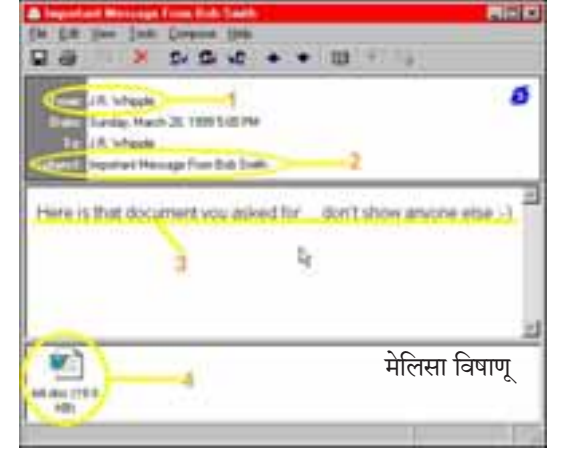 Important Message From Bob Smith
File Edit View Tools Compose Help
From: J.R. Whipple 1
Date: Sunday, March 28, 1999 5:00 PM
To: J.R. Whipple
Subject: Important Message From Bob Smith 2
Here is that document you asked for ... don't show anyone else ;-)
3
4
मेलिसा विषाणू